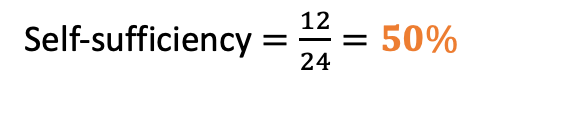 Self-sufficiency = 12/24 = 50%